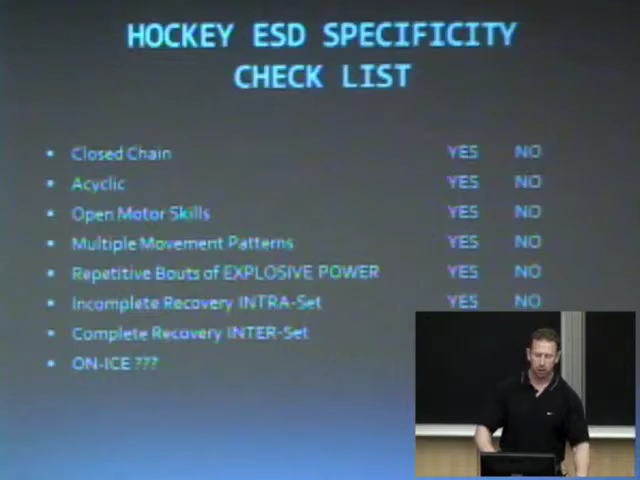 HOCKEY ESD SPECIFICITY
CHECK LIST
• Closed Chain YES NO
• Acyclic YES NO
• Open Motor Skills YES NO
• Multiple Movement Patterns YES NO
• Repetitive Bouts of EXPLOSIVE POWER YES NO
• Incomplete Recovery INTRA-Set YES NO
• Complete Recovery INTER-Set
• ON-ICE ???